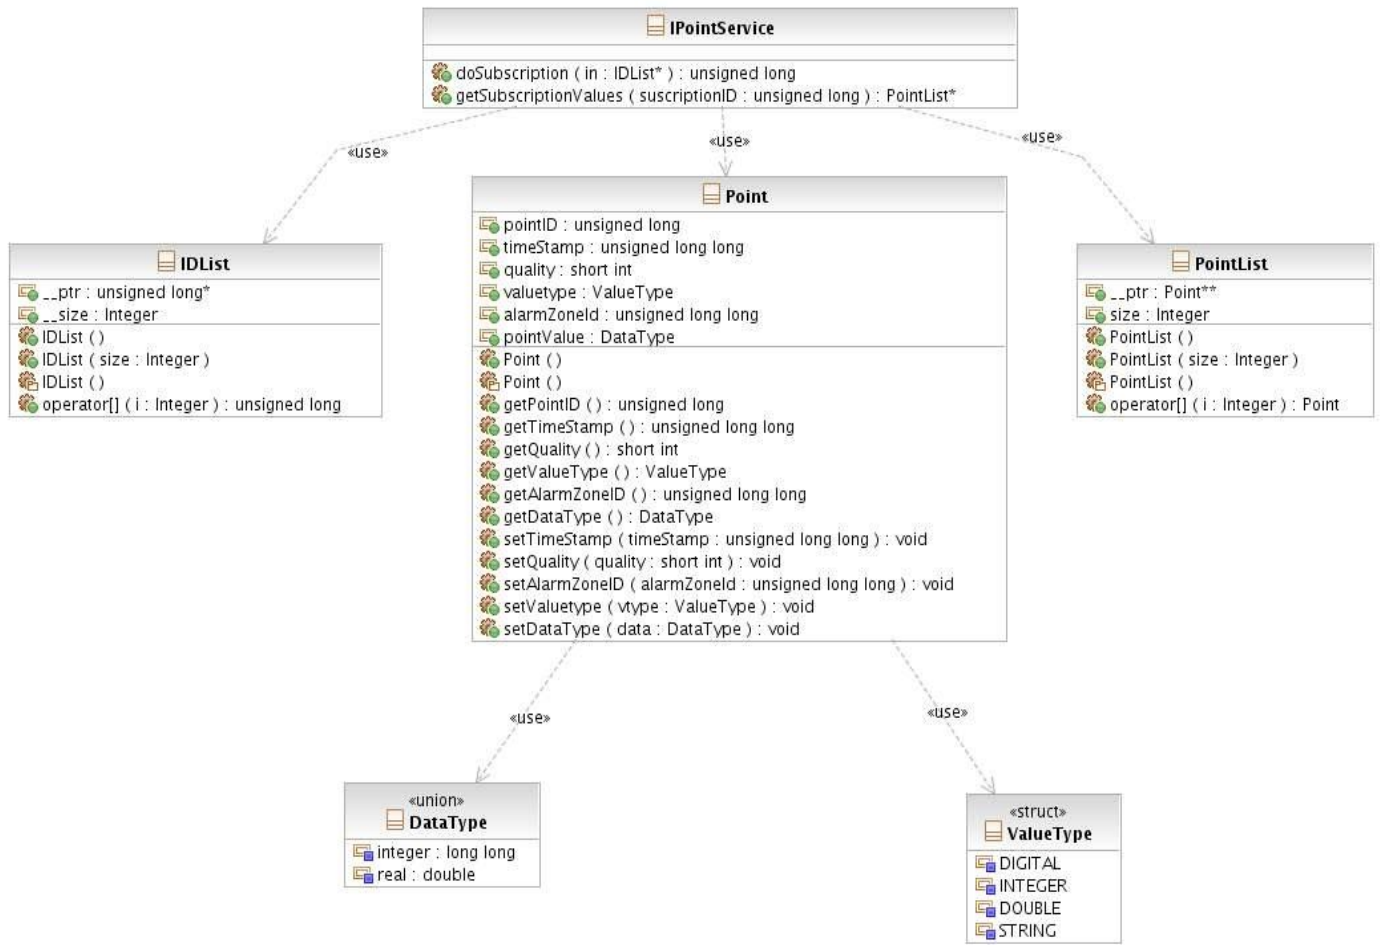 IPointService
doSubscription ( in : IDList* ) : unsigned long
getSubscriptionValues ( suscriptionID : unsigned long ) : PointList*
«use»
«use»
«use»
Point
pointID : unsigned long
timeStamp : unsigned long long
quality : short int
valuetype : ValueType
alarmZoneId : unsigned long long
pointValue : DataType
Point ( )
Point ( )
getPointID ( ) : unsigned long
getTimeStamp ( ) : unsigned long long
getQuality ( ) : short int
getValueType ( ) : ValueType
getAlarmZoneID ( ) : unsigned long long
getDataType ( ) : DataType
setTimeStamp ( timeStamp : unsigned long long ) : void
setQuality ( quality : short int ) : void
setAlarmZoneID ( alarmZoneId : unsigned long long ) : void
setValuetype ( vtype : ValueType ) : void
setDataType ( data : DataType ) : void
IDList
__ptr : unsigned long*
__size : Integer
IDList ( )
IDList ( size : Integer )
IDList ( )
operator[] ( i : Integer ) : unsigned long
PointList
__ptr : Point**
size : Integer
PointList ( )
PointList ( size : Integer )
PointList ( )
operator[] ( i : Integer ) : Point
«use»
«use»
«union»
DataType
integer : long long
real : double
«struct»
ValueType
DIGITAL
INTEGER
DOUBLE
STRING